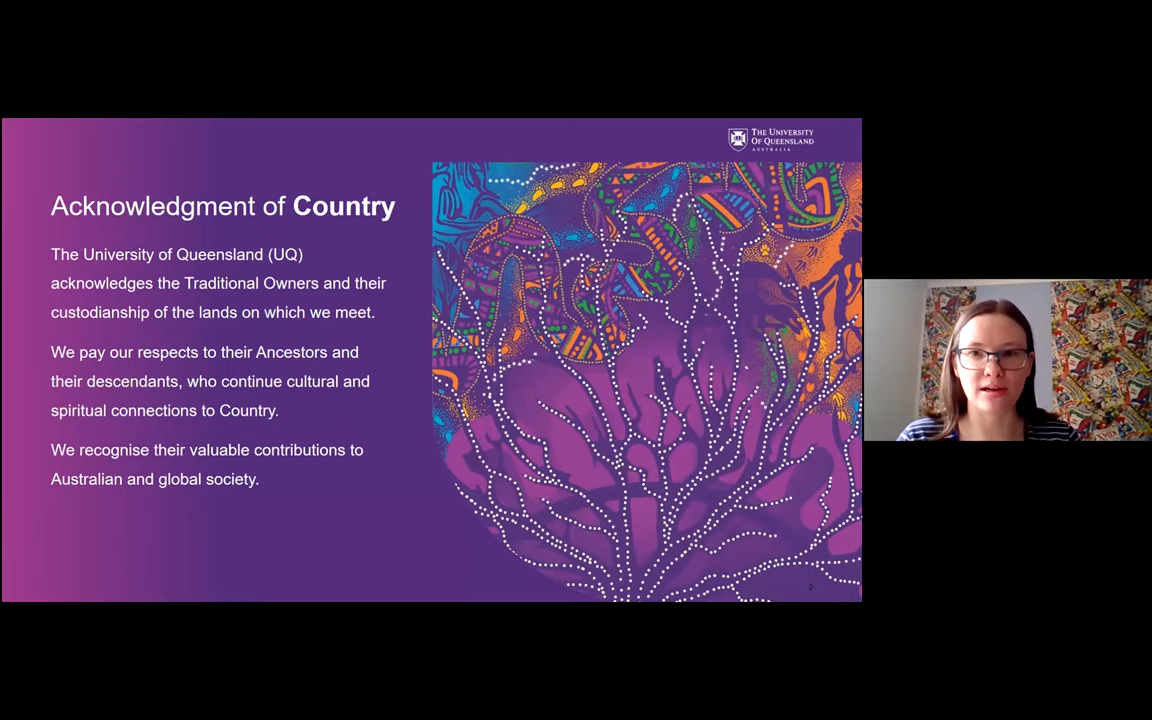 THE UNIVERSITY
OF QUEENSLAND
AUSTRALIA
Acknowledgment of Country
The University of Queensland (UQ)
acknowledges the Traditional Owners and their
custodianship of the lands on which we meet.
We pay our respects to their Ancestors and
their descendants, who continue cultural and
spiritual connections to Country.
We recognise their valuable contributions to
Australian and global society.